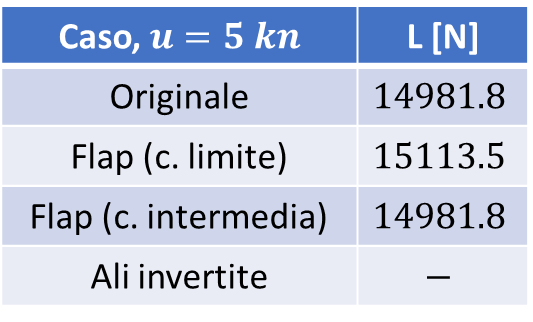 Caso, u = 5 kn L [N]
Originale 14981.8
Flap (c. limite) 15113.5
Flap (c. intermedia) 14981.8
Ali invertite –